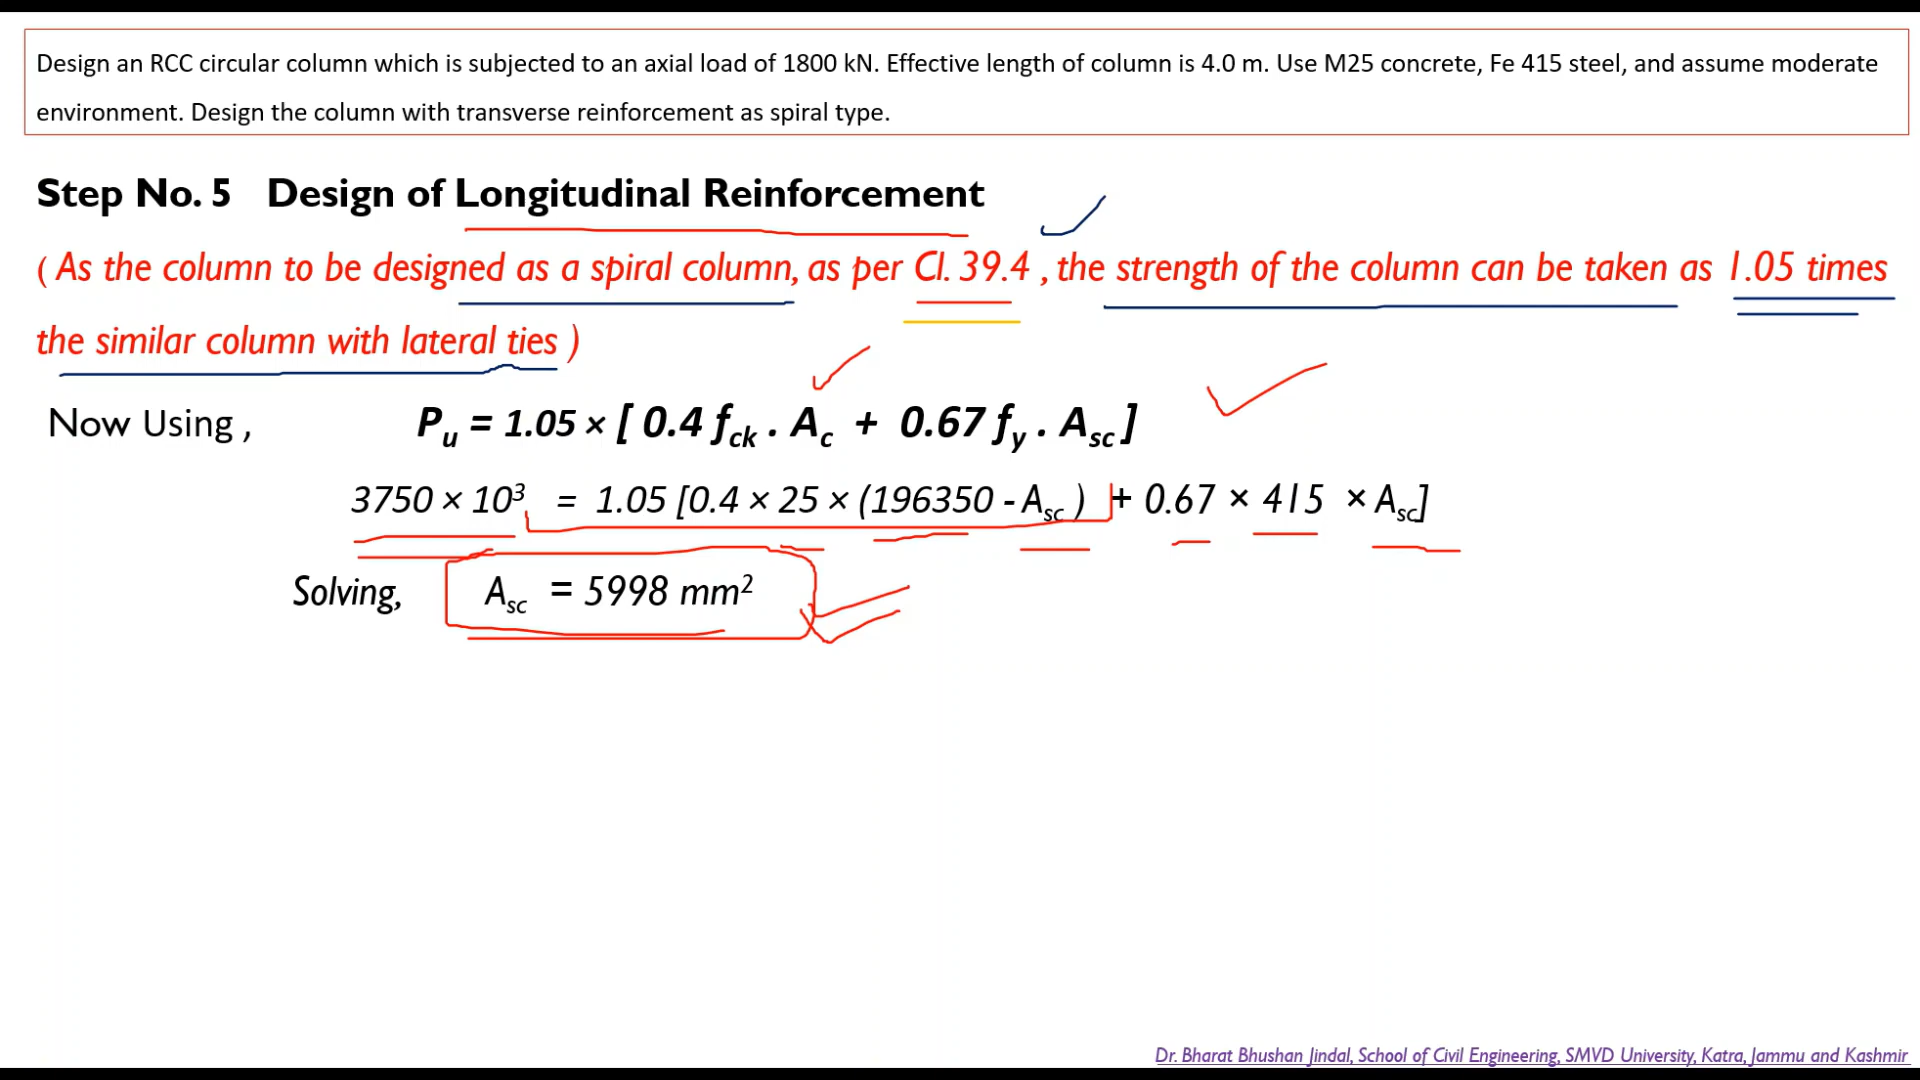 Design an RCC circular column which is subjected to an axial load of 1800 kN. Effective length of column is 4.0 m. Use M25 concrete, Fe 415 steel, and assume moderate
environment. Design the column with transverse reinforcement as spiral type.
Step No. 5 Design of Longitudinal Reinforcement
( As the column to be designed as a spiral column, as per Cl. 39.4 , the strength of the column can be taken as 1.05 times
the similar column with lateral ties )
Now Using , Pu = 1.05 × [ 0.4 fck . Ac + 0.67 fy . Asc ]
3750 × 10³ = 1.05 [0.4 × 25 × (196350 - Asc ) + 0.67 × 415 × Asc]
Solving, Asc = 5998 mm²
Dr. Bharat Bhushan Jindal, School of Civil Engineering, SMVD University, Katra, Jammu and Kashmir